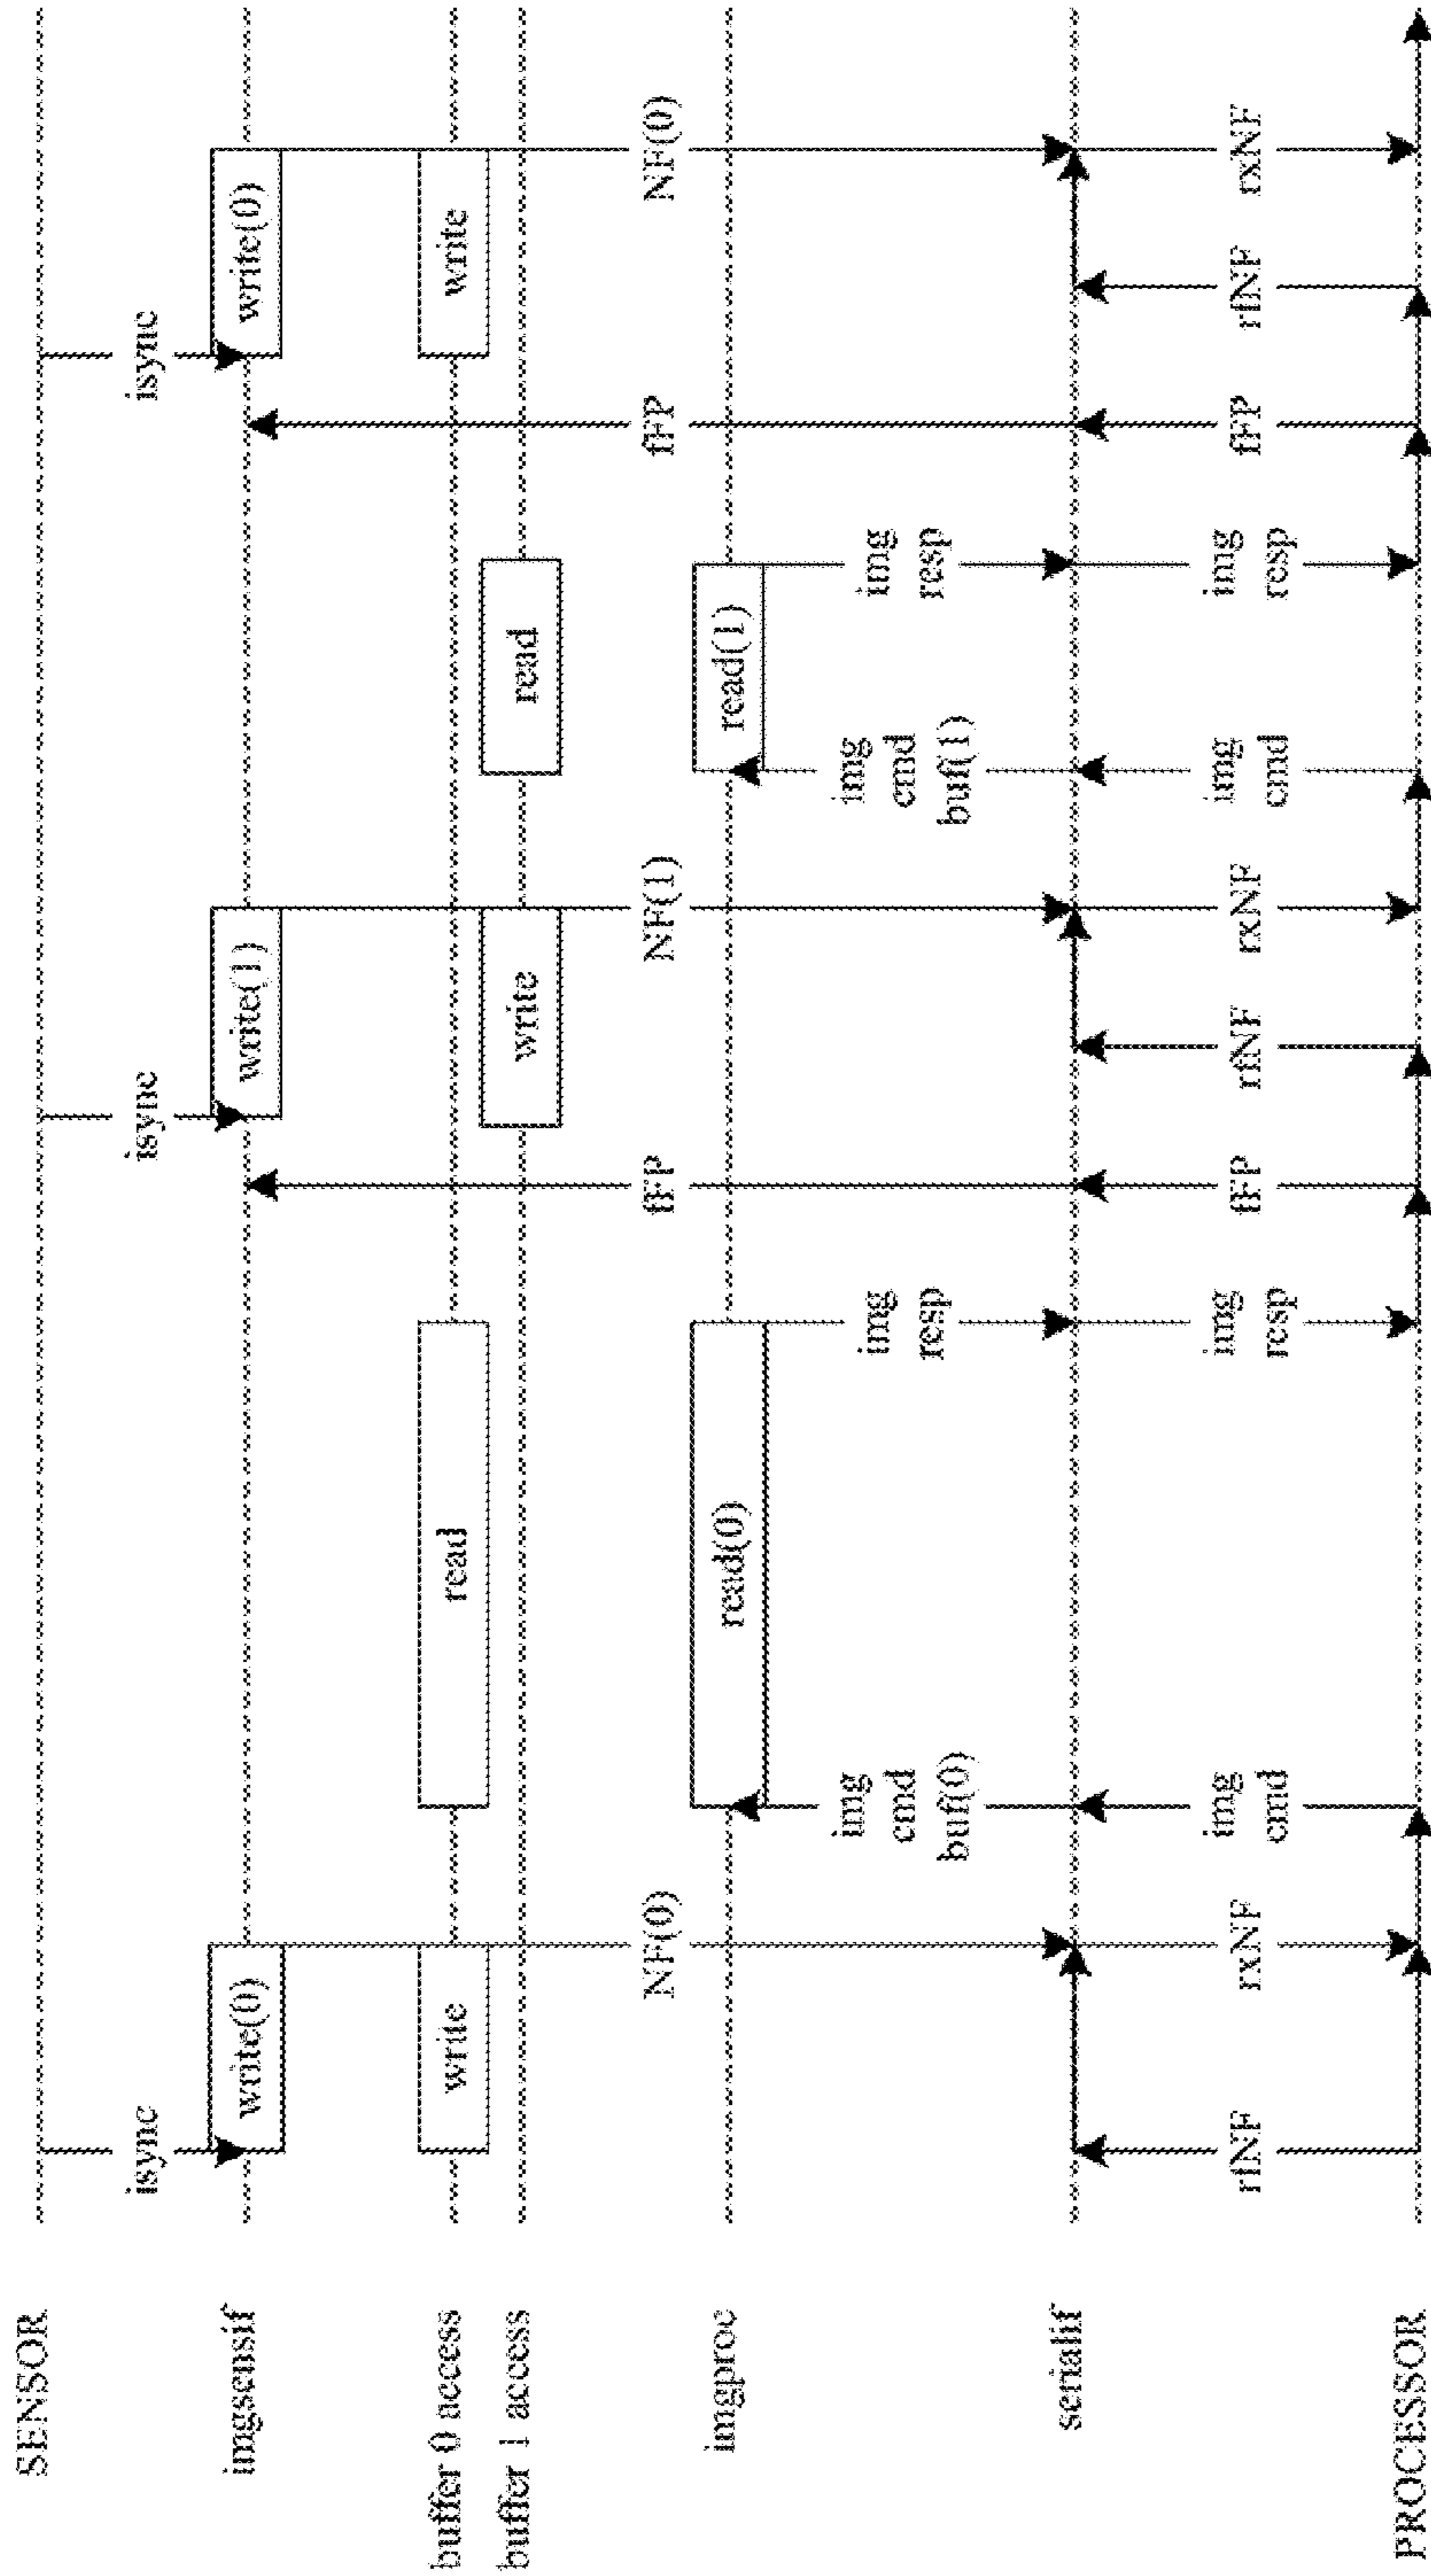 SENSOR
isync isync isync
imgsensif write(0) write(1) write(0)
buffer 0 access write read write
buffer 1 access write read
NF(0) fFP NF(1) fFP NF(0)
imgproc read(0) read(1)
img
cmd
buf(0)
img
resp
img
cmd
buf(1)
img
resp
serialif
rfNF rxNF
img
cmd
img
resp
fFP rfNF rxNF
img
cmd
img
resp
fFP rfNF rxNF
PROCESSOR